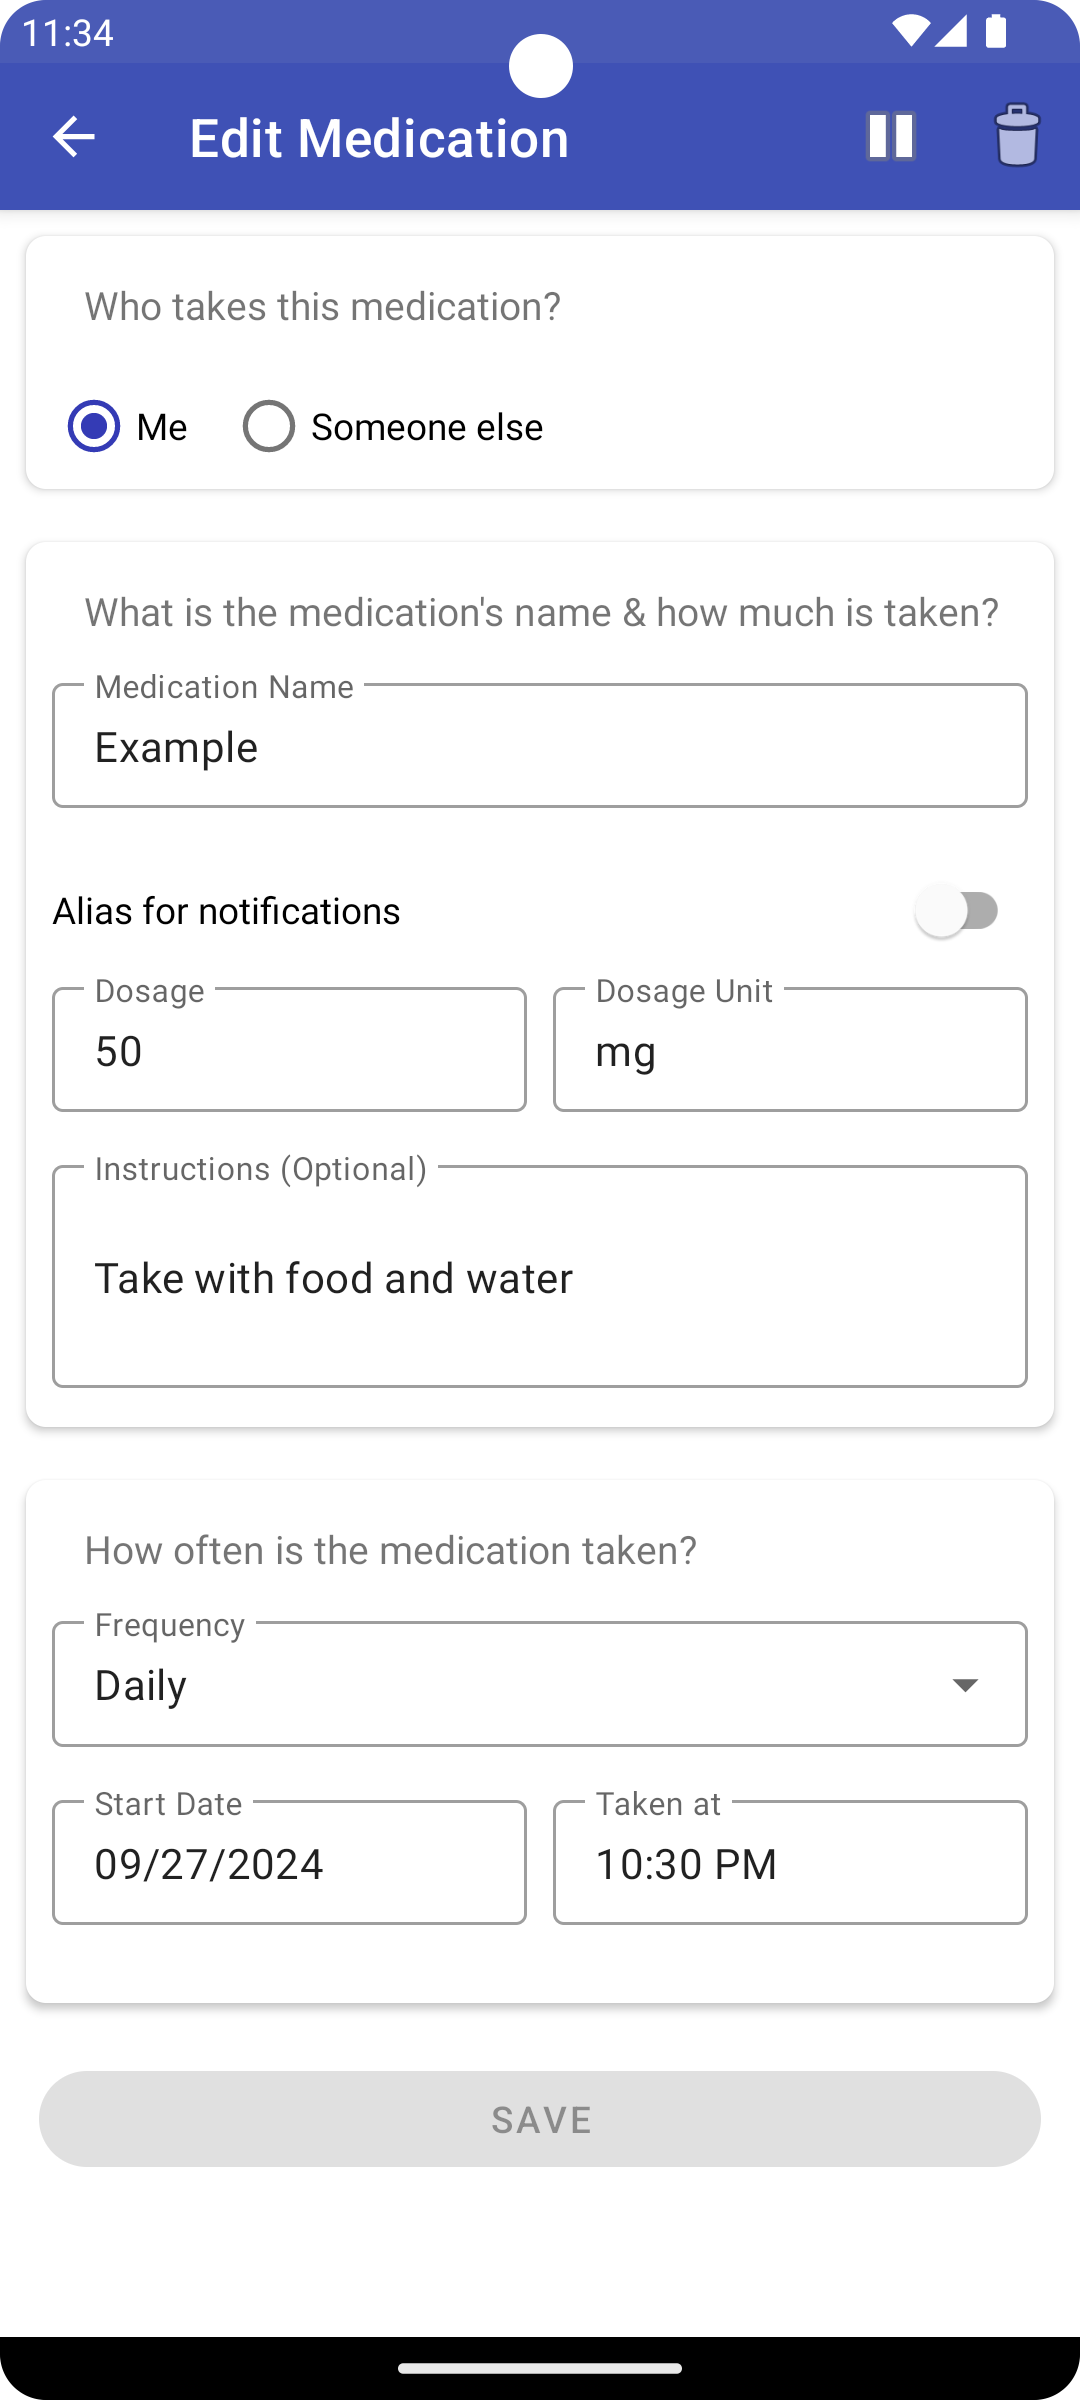 11:34
Edit Medication
Who takes this medication?
Me
Someone else
What is the medication's name & how much is taken?
Medication Name
Example
Alias for notifications
Dosage
50
Dosage Unit
mg
Instructions (Optional)
Take with food and water
How often is the medication taken?
Frequency
Daily
Start Date
09/27/2024
Taken at
10:30 PM
SAVE